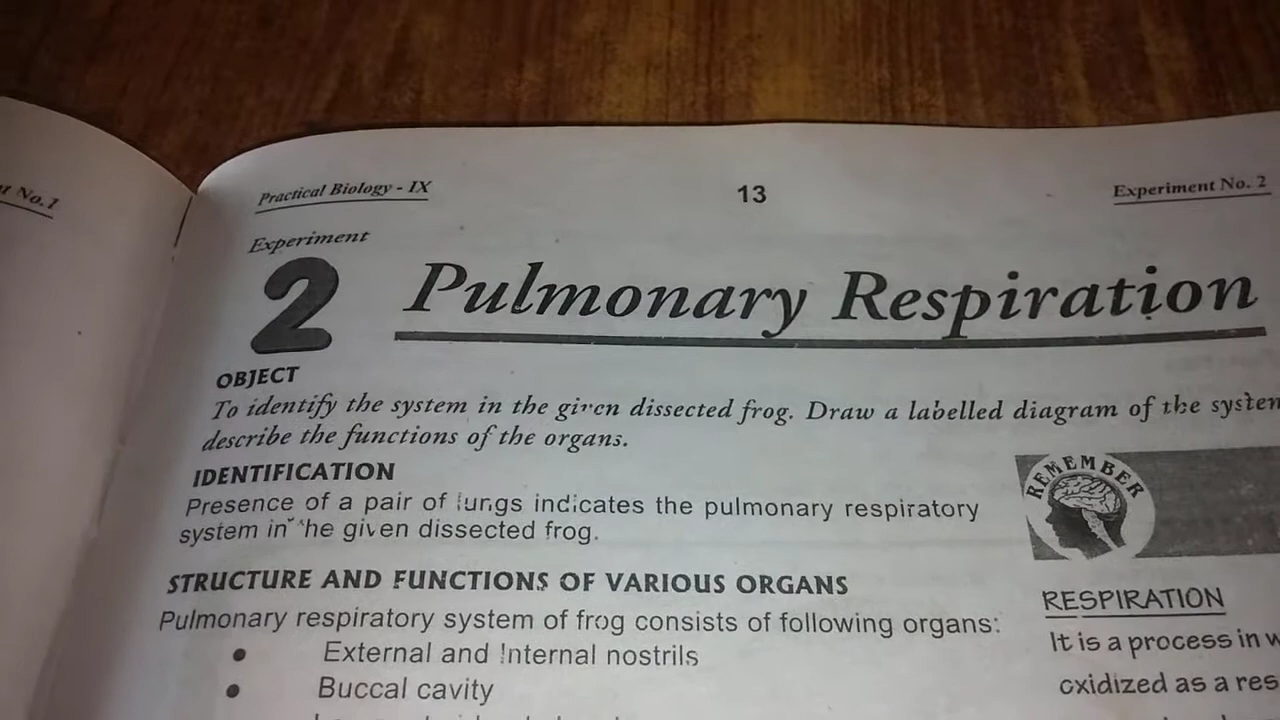 t No.1
Practical Biology - IX
13
Experiment No. 2
Experiment
2 Pulmonary Respiration
OBJECT
To identify the system in the given dissected frog. Draw a labelled diagram of the system
describe the functions of the organs.
IDENTIFICATION
Presence of a pair of lungs indicates the pulmonary respiratory
system in the given dissected frog.
STRUCTURE AND FUNCTIONS OF VARIOUS ORGANS
Pulmonary respiratory system of frog consists of following organs:
• External and Internal nostrils
• Buccal cavity
REMEMBER
RESPIRATION
It is a process in w
oxidized as a res